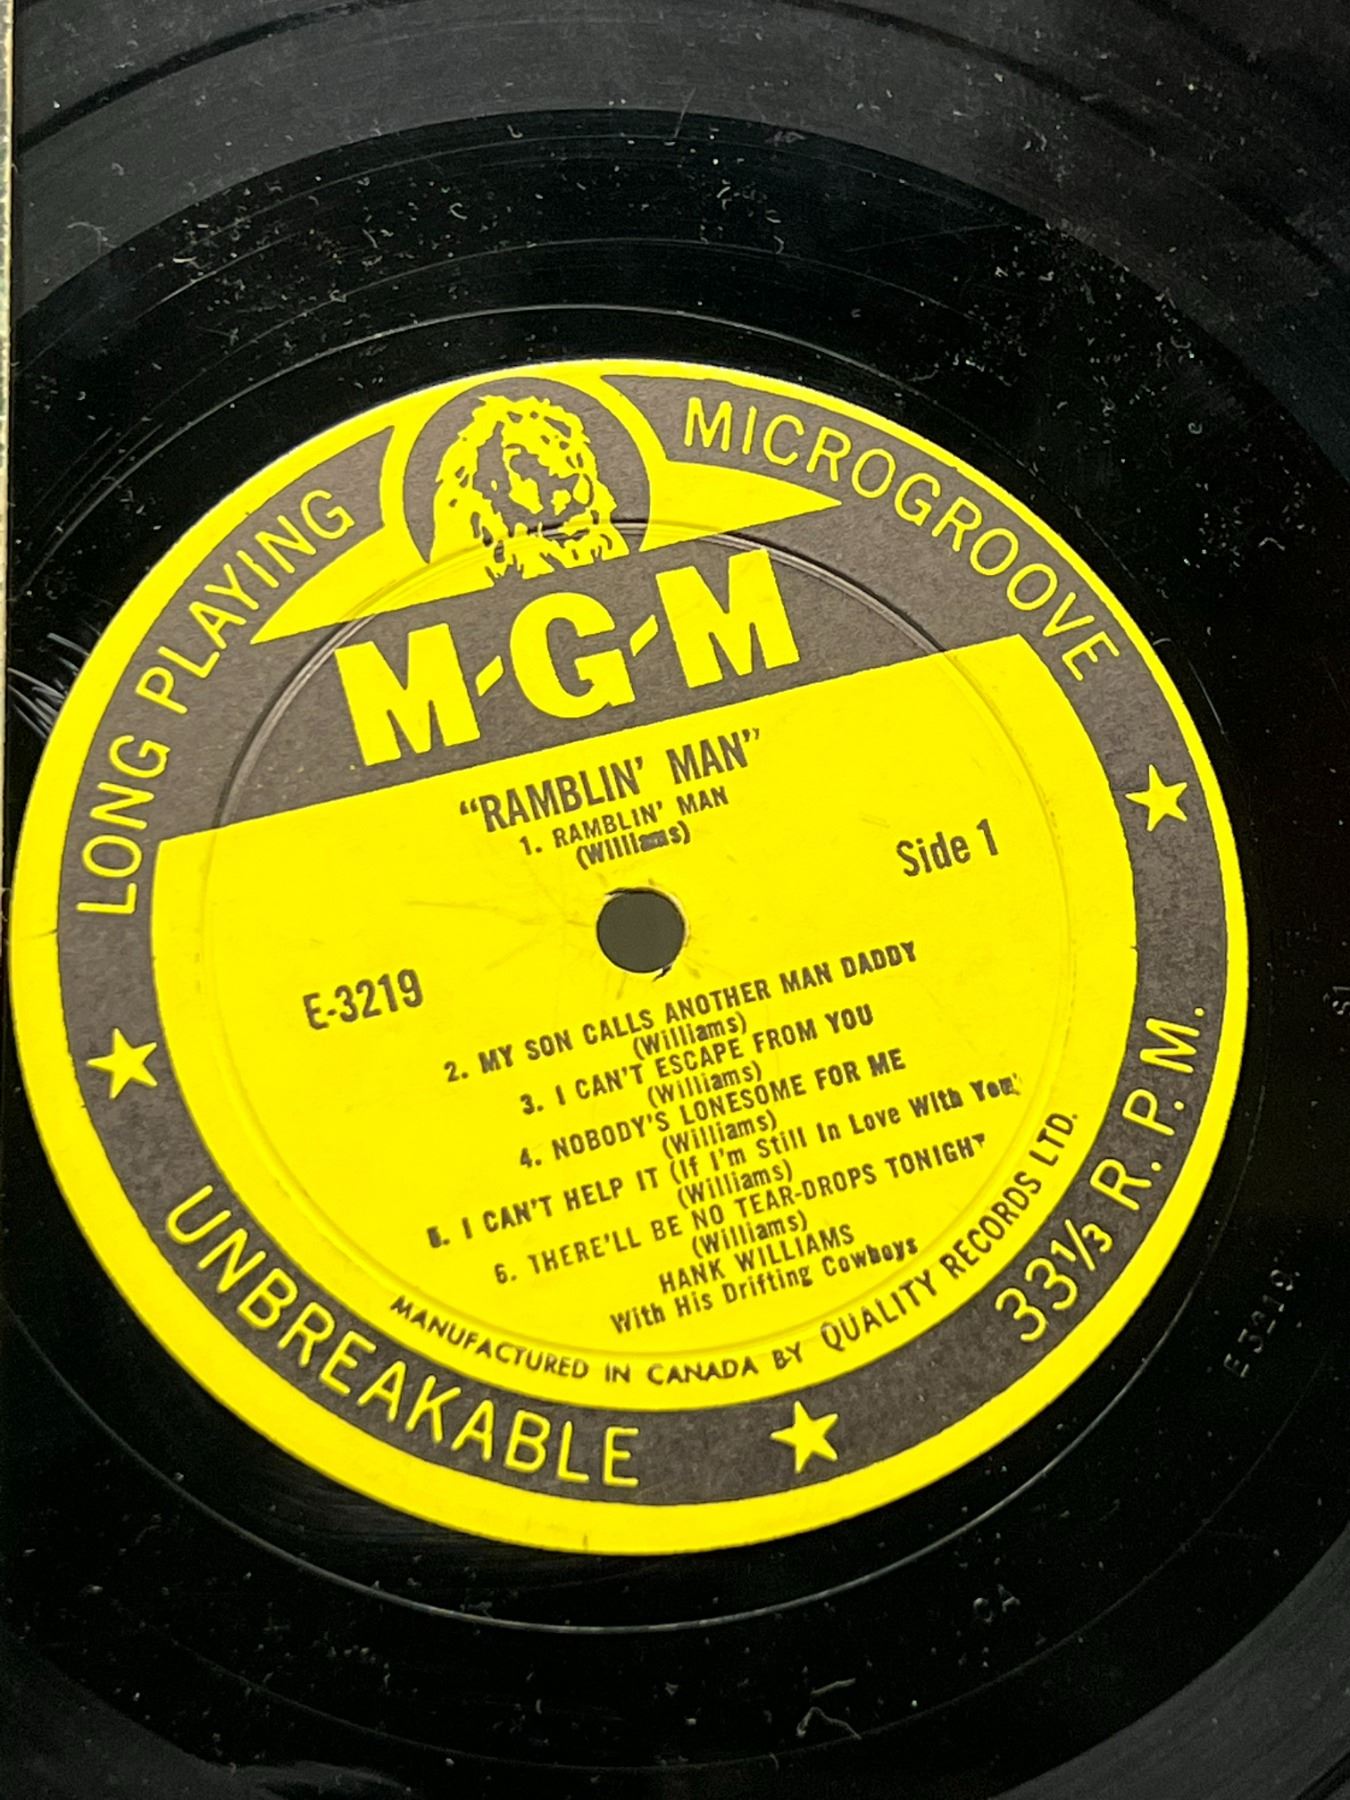 LONG PLAYING
MICROGROOVE
M-G-M
"RAMBLIN' MAN"
1. RAMBLIN' MAN
(Williams)
Side 1
E-3219
2. MY SON CALLS ANOTHER MAN DADDY
(Williams)
3. I CAN'T ESCAPE FROM YOU
(Williams)
4. NOBODY'S LONESOME FOR ME
(Williams)
5. I CAN'T HELP IT (If I'm Still In Love With You)
(Williams)
6. THERE'LL BE NO TEAR-DROPS TONIGHT
(Williams)
HANK WILLIAMS
With His Drifting Cowboys
MANUFACTURED IN CANADA BY QUALITY RECORDS LTD.
UNBREAKABLE
33⅓ R.P.M.
E3219
S1
CA